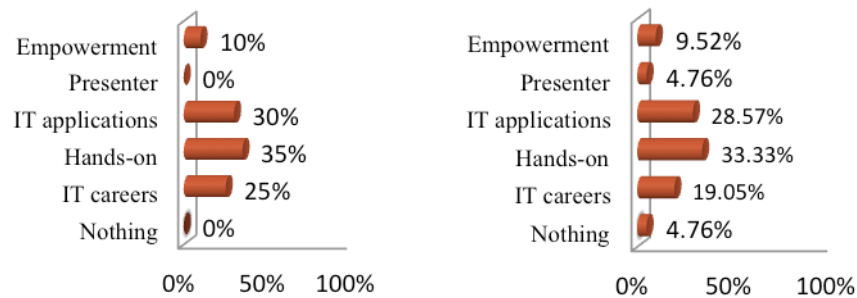 Empowerment 10%
Presenter 0%
IT applications 30%
Hands-on 35%
IT careers 25%
Nothing 0%
0% 50% 100%
Empowerment 9.52%
Presenter 4.76%
IT applications 28.57%
Hands-on 33.33%
IT careers 19.05%
Nothing 4.76%
0% 50% 100%